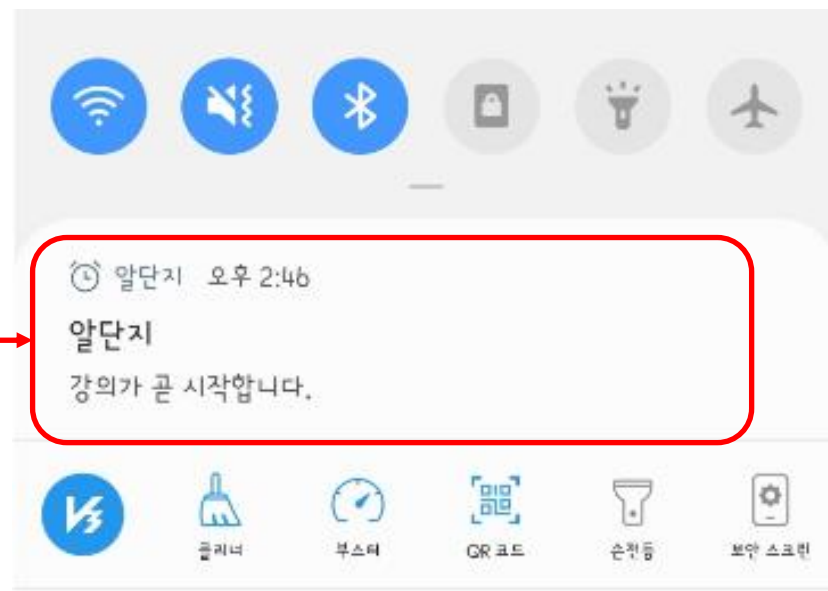 알단지 오후 2:46
알단지
강의가 곧 시작합니다.
V3
클리너 부스터 QR 코드 손전등 보안 스크린